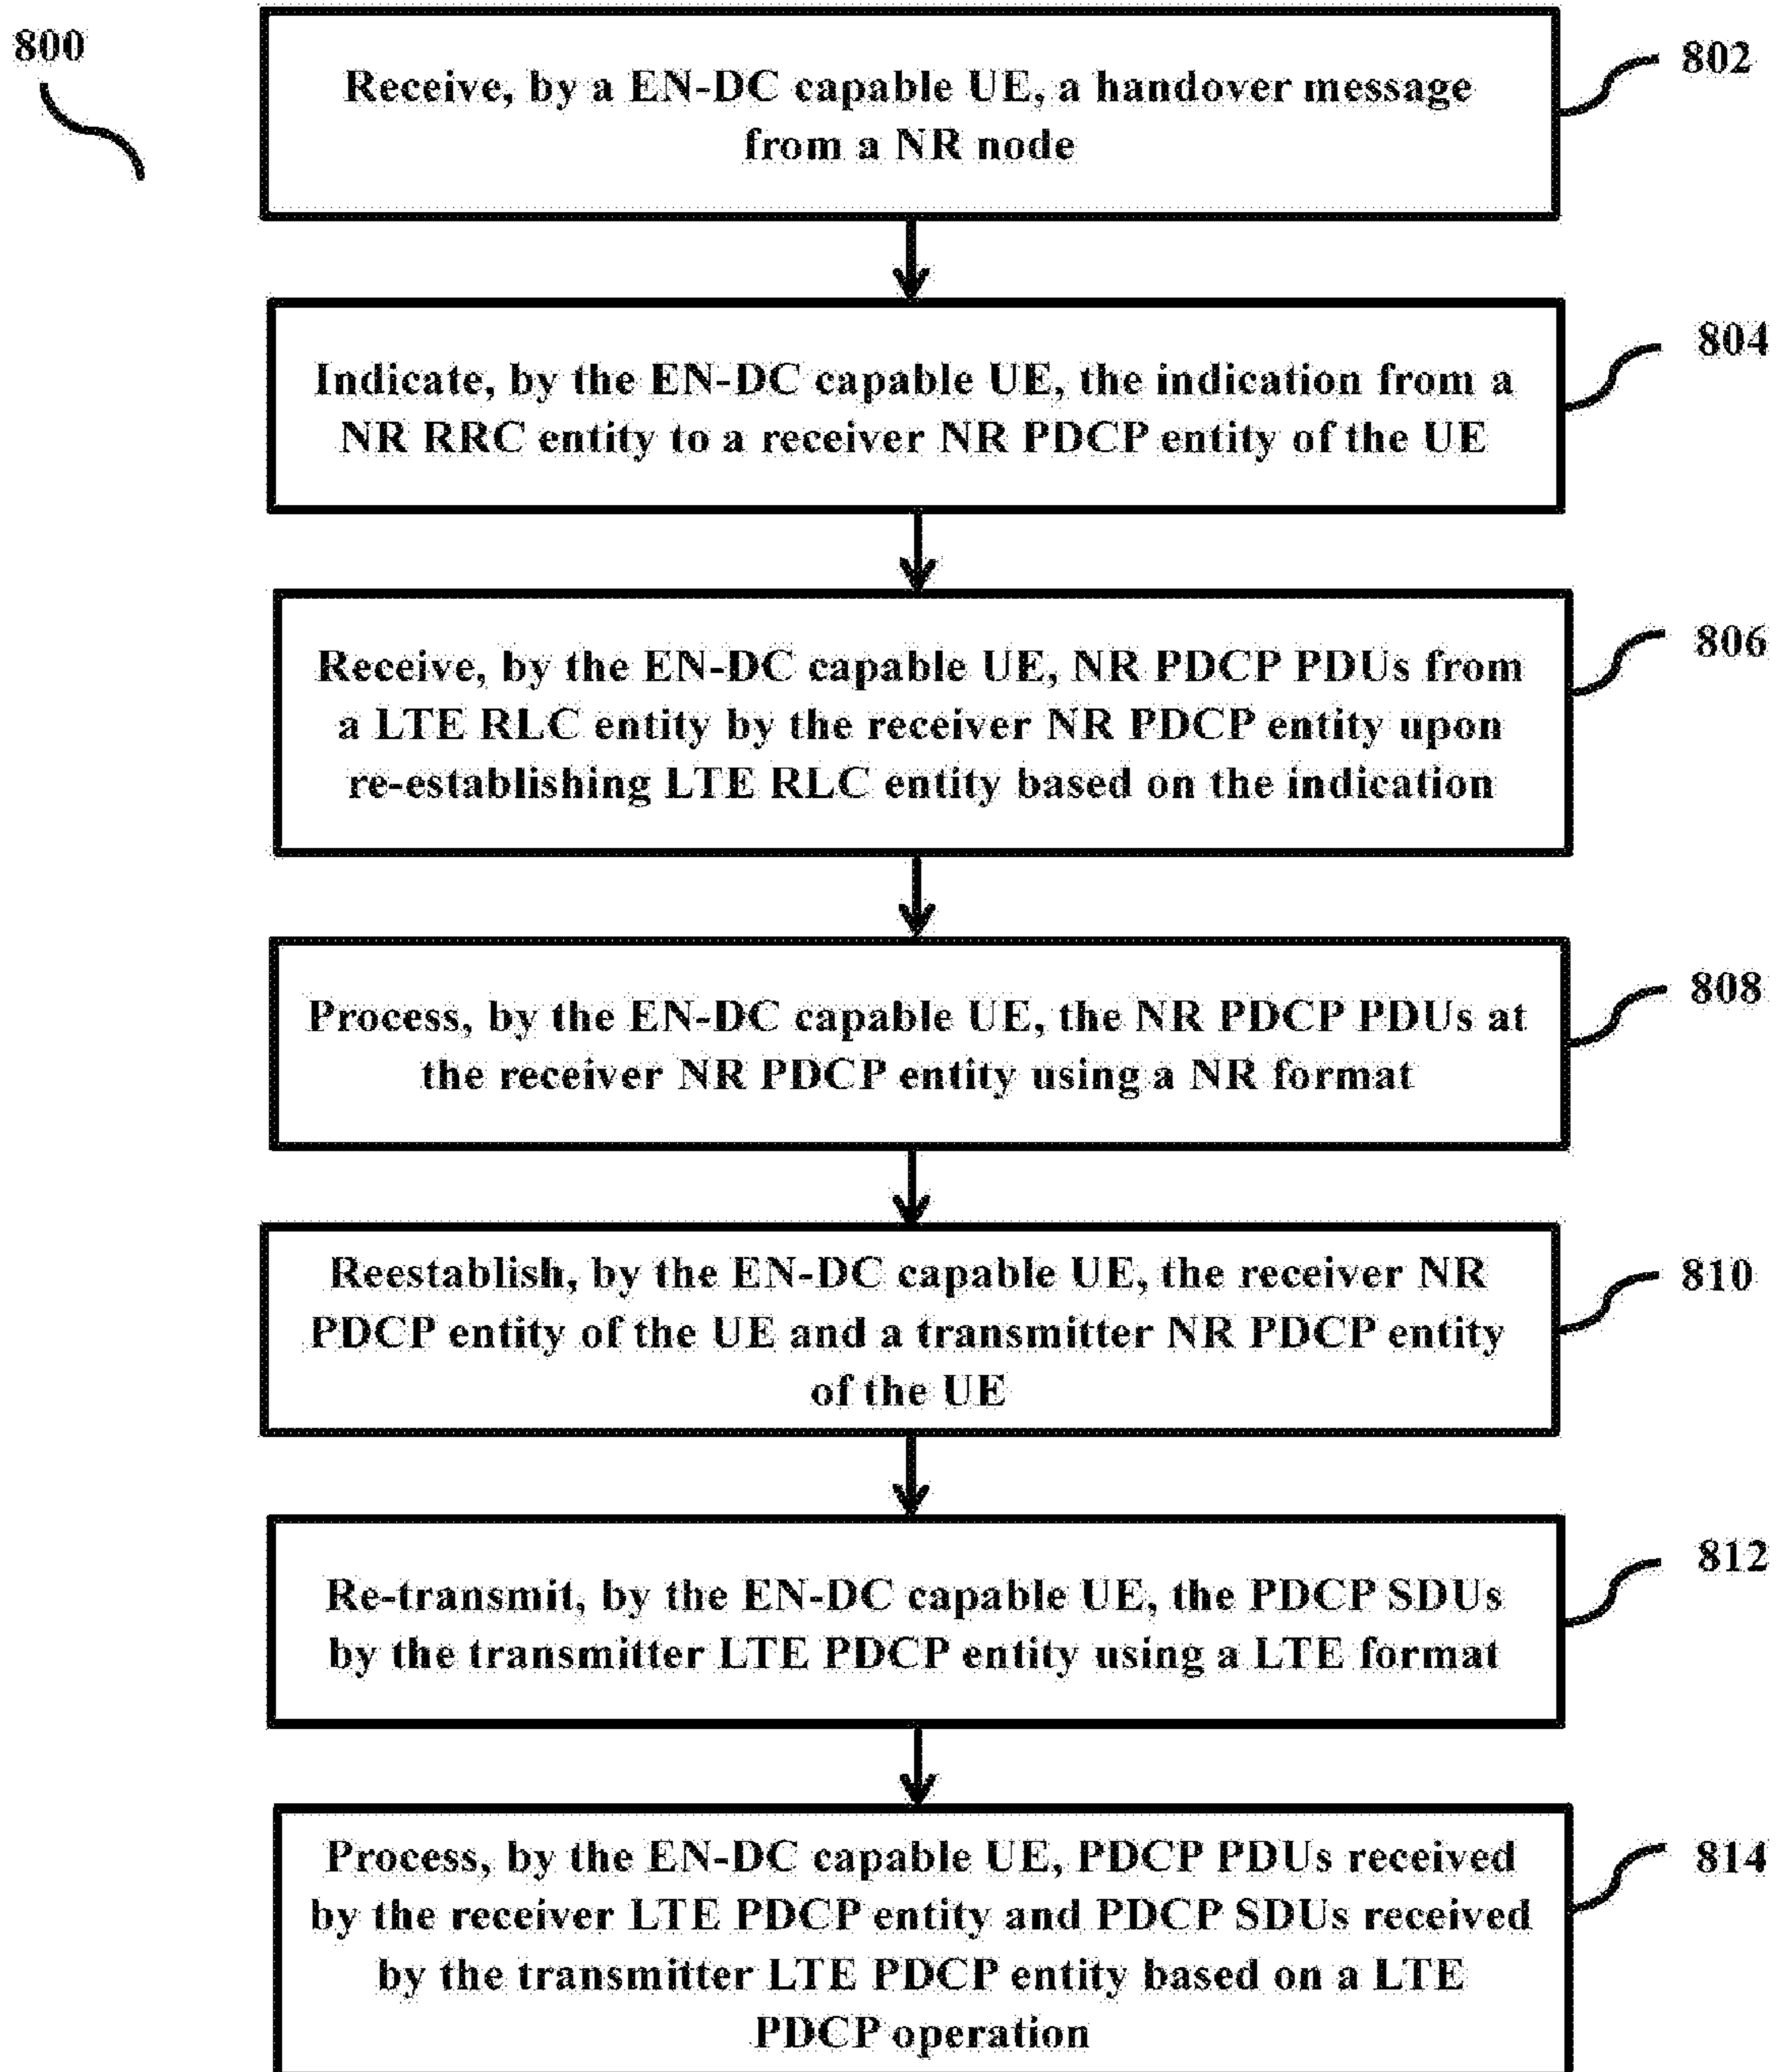 800
Receive, by a EN-DC capable UE, a handover message
from a NR node
802
Indicate, by the EN-DC capable UE, the indication from a
NR RRC entity to a receiver NR PDCP entity of the UE
804
Receive, by the EN-DC capable UE, NR PDCP PDUs from
a LTE RLC entity by the receiver NR PDCP entity upon
re-establishing LTE RLC entity based on the indication
806
Process, by the EN-DC capable UE, the NR PDCP PDUs at
the receiver NR PDCP entity using a NR format
808
Reestablish, by the EN-DC capable UE, the receiver NR
PDCP entity of the UE and a transmitter NR PDCP entity
of the UE
810
Re-transmit, by the EN-DC capable UE, the PDCP SDUs
by the transmitter LTE PDCP entity using a LTE format
812
Process, by the EN-DC capable UE, PDCP PDUs received
by the receiver LTE PDCP entity and PDCP SDUs received
by the transmitter LTE PDCP entity based on a LTE
PDCP operation
814